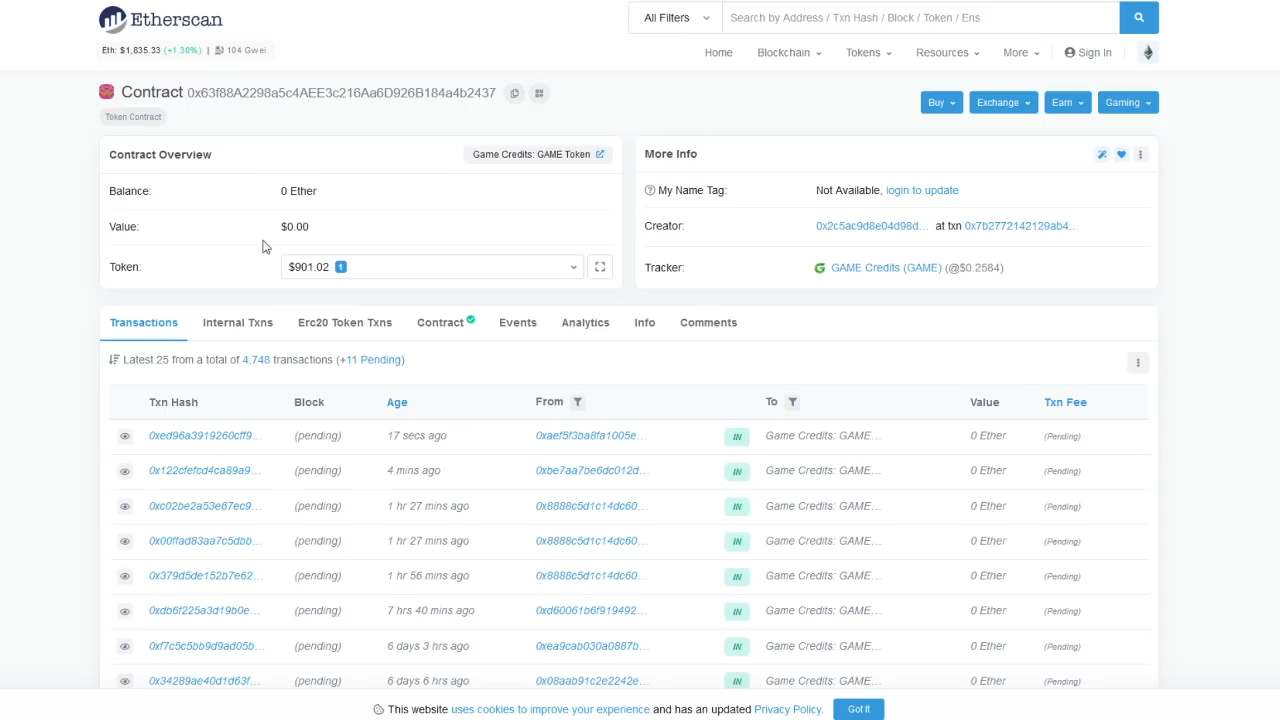 Etherscan
All Filters
Search by Address / Txn Hash / Block / Token / Ens
Eth: $1,835.33 (+1.30%) | 104 Gwei
Home Blockchain Tokens Resources More Sign In
Contract 0x63f88A2298a5c4AEE3c216Aa6D926B184a4b2437
Buy Exchange Earn Gaming
Token Contract
Contract Overview
Game Credits: GAME Token
Balance: 0 Ether
Value: $0.00
Token: $901.02 1
More Info
My Name Tag: Not Available, login to update
Creator: 0x2c5ac9d8e04d98d... at txn 0x7b2772142129ab4...
Tracker: GAME Credits (GAME) (@$0.2584)
Transactions Internal Txns Erc20 Token Txns Contract Events Analytics Info Comments
Latest 25 from a total of 4,748 transactions (+11 Pending)
Txn Hash Block Age From To Value Txn Fee
0xed96a3919260cff9... (pending) 17 secs ago 0xaef5f3ba8fa1005e... IN Game Credits: GAME... 0 Ether (Pending)
0x122cfefcd4ca89a9... (pending) 4 mins ago 0xbe7aa7be6dc012d... IN Game Credits: GAME... 0 Ether (Pending)
0xc02be2a53e67ec9... (pending) 1 hr 27 mins ago 0x8888c5d1c14dc60... IN Game Credits: GAME... 0 Ether (Pending)
0x00ffad83aa7c5dbb... (pending) 1 hr 27 mins ago 0x8888c5d1c14dc60... IN Game Credits: GAME... 0 Ether (Pending)
0x379d5de152b7e62... (pending) 1 hr 56 mins ago 0x8888c5d1c14dc60... IN Game Credits: GAME... 0 Ether (Pending)
0xdb6f225a3d19b0e... (pending) 7 hrs 40 mins ago 0xd60061b6f919492... IN Game Credits: GAME... 0 Ether (Pending)
0xf7c5c5bb9d9ad05b... (pending) 6 days 3 hrs ago 0xea9cab030a0887b... IN Game Credits: GAME... 0 Ether (Pending)
0x34289ae40d1d63f... (pending) 6 days 6 hrs ago 0x08aab91c2e2242e... IN Game Credits: GAME... 0 Ether (Pending)
This website uses cookies to improve your experience and has an updated Privacy Policy. Got It